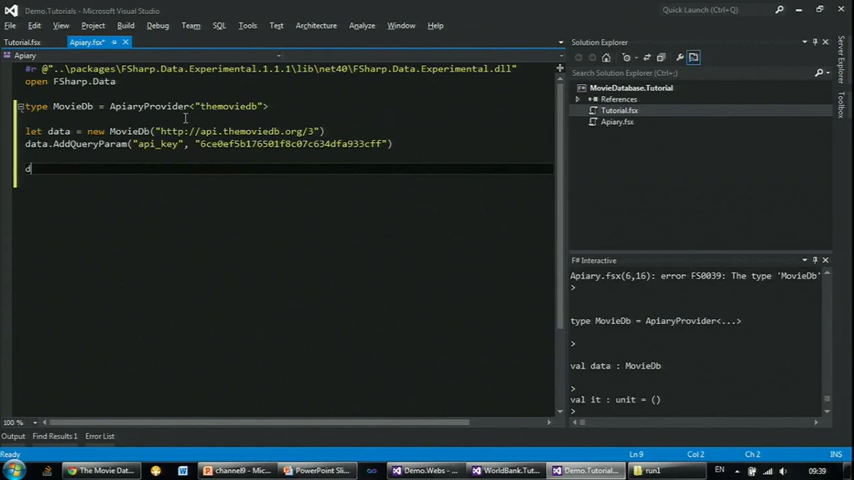 Demo.Tutorials - Microsoft Visual Studio
Quick Launch (Ctrl+Q)
File Edit View Project Build Debug Team SQL Tools Test Architecture Analyze Window Help
Tutorial.fsx Apiary.fsx*
Apiary
#r @"..\packages\FSharp.Data.Experimental.1.1.1\lib\net40\FSharp.Data.Experimental.dll"
open FSharp.Data
type MovieDb = ApiaryProvider<"themoviedb">
let data = new MovieDb("http://api.themoviedb.org/3")
data.AddQueryParam("api_key", "6ce0ef5b176501f8c07c634dfa933cff")
d
100 %
Solution Explorer
Search Solution Explorer (Ctrl+;)
MovieDatabase.Tutorial
References
Tutorial.fsx
Apiary.fsx
F# Interactive
Apiary.fsx(6,16): error FS0039: The type 'MovieDb'
>
type MovieDb = ApiaryProvider<...>
>
val data : MovieDb
>
val it : unit = ()
>
Server Explorer
Toolbox
Output Find Results 1 Error List
Ready
Ln 9 Col 2 Ch 2 INS
The Movie Dat...
channel9 - Mic...
PowerPoint Sli...
Demo.Webs - ...
WorldBank.Tut...
Demo.Tutorial...
run1
EN
09:39